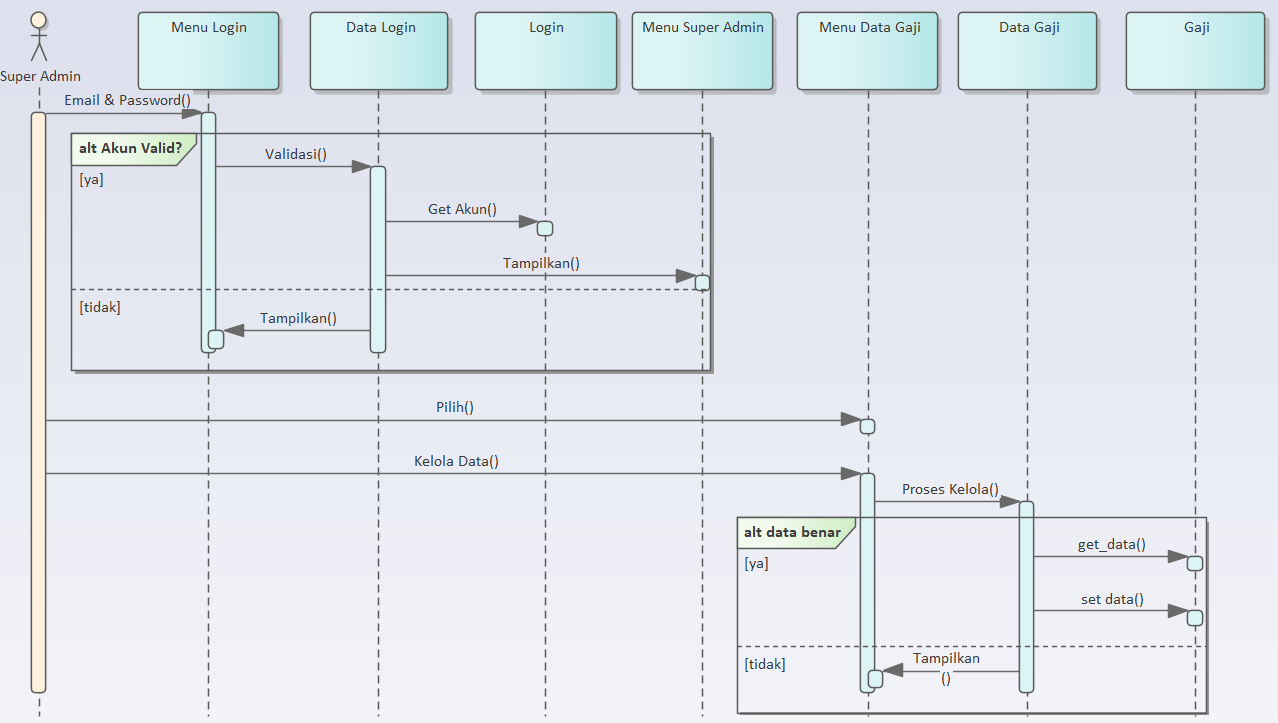 Menu Login
Data Login
Login
Menu Super Admin
Menu Data Gaji
Data Gaji
Gaji
Super Admin
Email & Password()
alt Akun Valid?
Validasi()
[ya]
Get Akun()
Tampilkan()
[tidak]
Tampilkan()
Pilih()
Kelola Data()
Proses Kelola()
alt data benar
get_data()
[ya]
set data()
[tidak]
Tampilkan
()